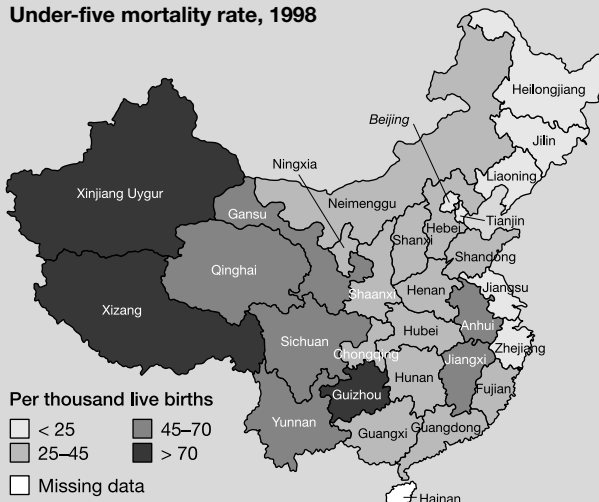 Under-five mortality rate, 1998
Heilongjiang
Beijing
Jilin
Ningxia
Liaoning
Xinjiang Uygur
Gansu
Neimenggu
Tianjin
Hebei
Shanxi
Shandong
Qinghai
Shaanxi
Henan
Jiangsu
Xizang
Hubei
Anhui
Sichuan
Zhejiang
Chongqing
Jiangxi
Hunan
Fujian
Guizhou
Yunnan
Guangxi
Guangdong
Hainan
Per thousand live births
< 25
45–70
25–45
> 70
Missing data